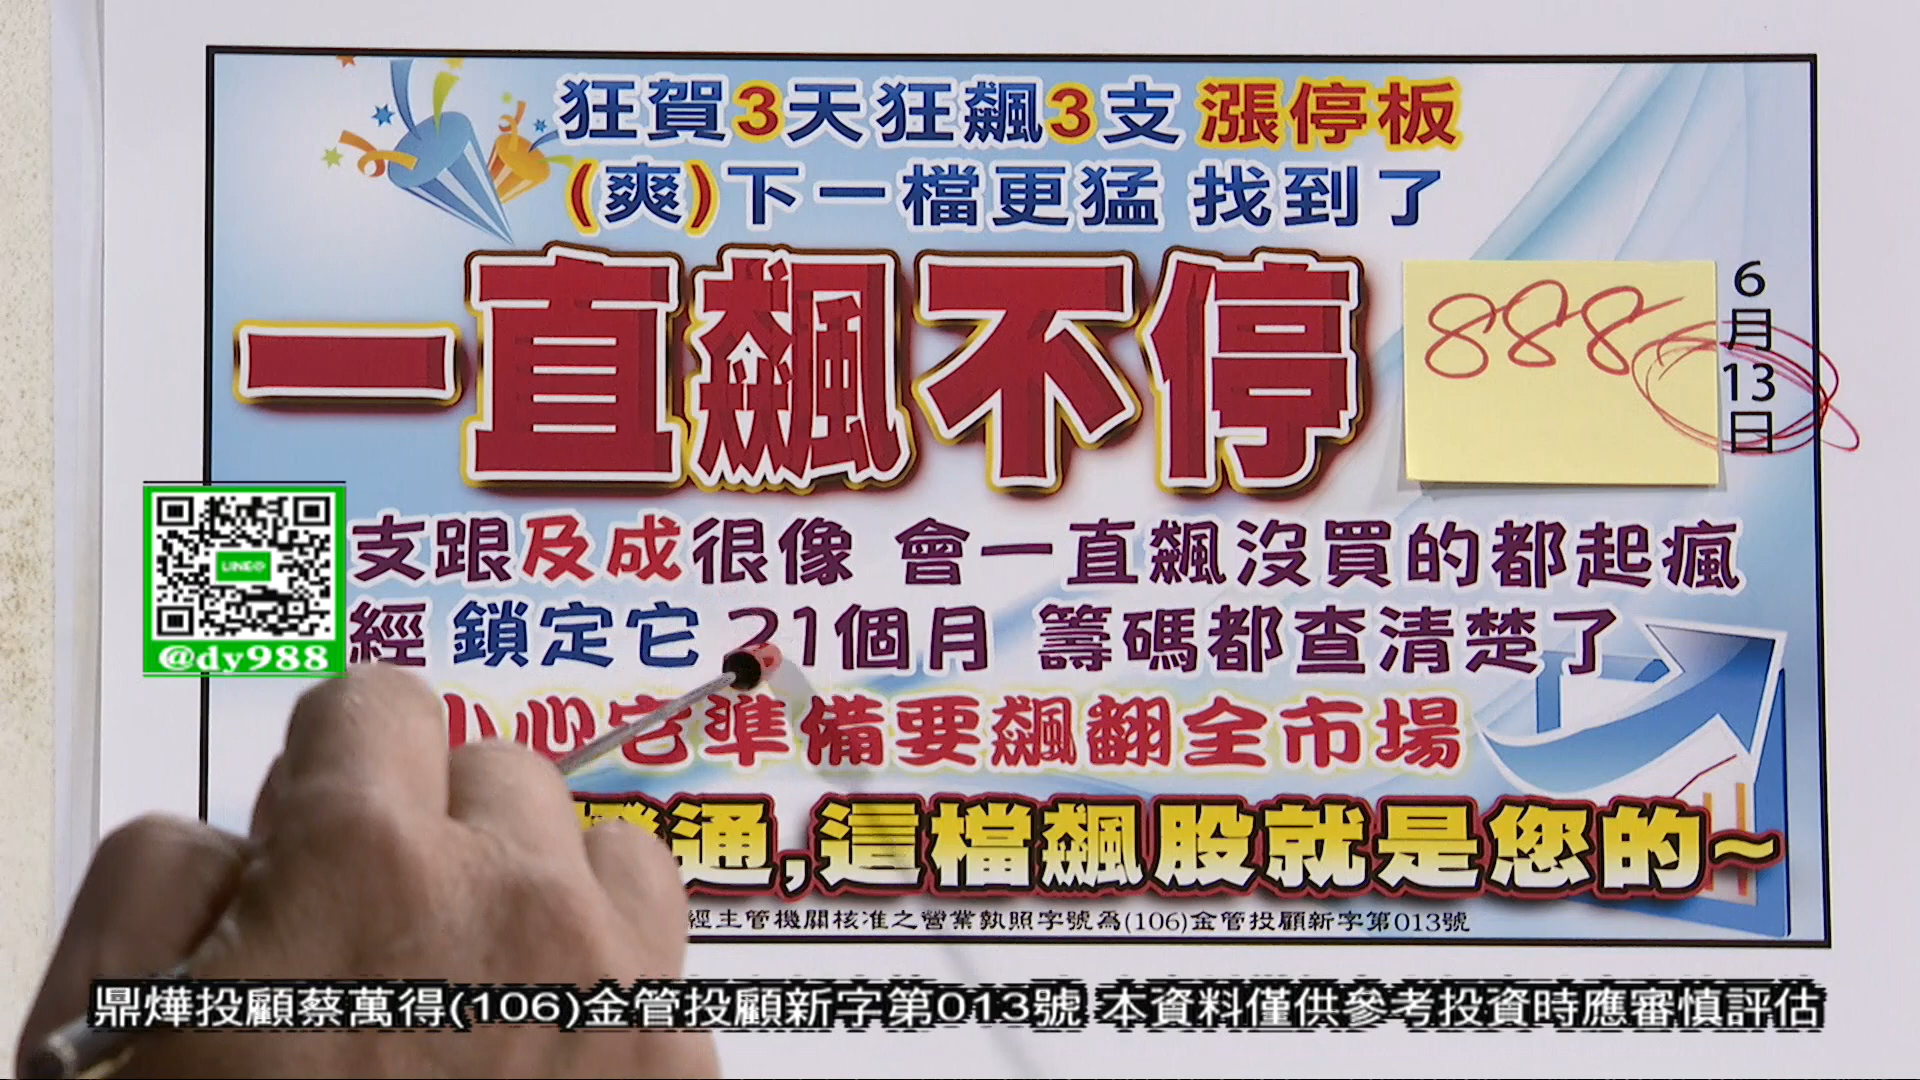 狂賀3天狂飆3支 漲停板
(爽)下一檔更猛 找到了
一直飆不停
888
6月13日
支跟及成很像 會一直飆沒買的都起瘋
經 鎖定它 21個月 籌碼都查清楚了
小心它準備要飆翻全市場
通,這檔飆股就是您的~
經主管機關核准之營業執照字號為(106)金管投顧新字第013號
LINE@
@dy988
鼎燁投顧蔡萬得(106)金管投顧新字第013號 本資料僅供參考投資時應審慎評估